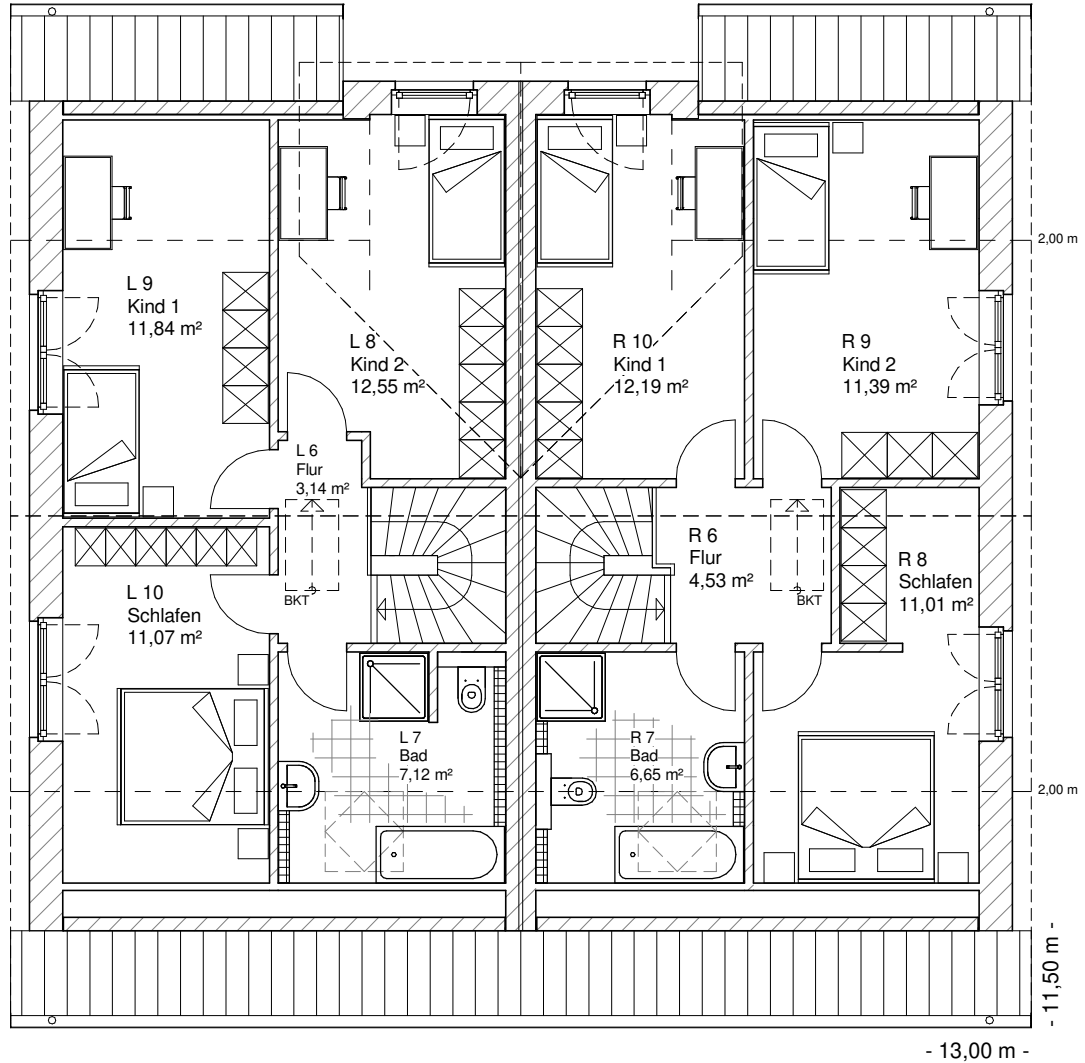 2,00 m
L 9
Kind 1
11,84 m²
L 8
Kind 2
12,55 m²
R 10
Kind 1
12,19 m²
R 9
Kind 2
11,39 m²
L 6
Flur
3,14 m²
R 6
Flur
4,53 m²
R 8
Schlafen
11,01 m²
L 10
Schlafen
11,07 m²
BKT
BKT
L 7
Bad
7,12 m²
R 7
Bad
6,65 m²
2,00 m
- 11,50 m -
- 13,00 m -